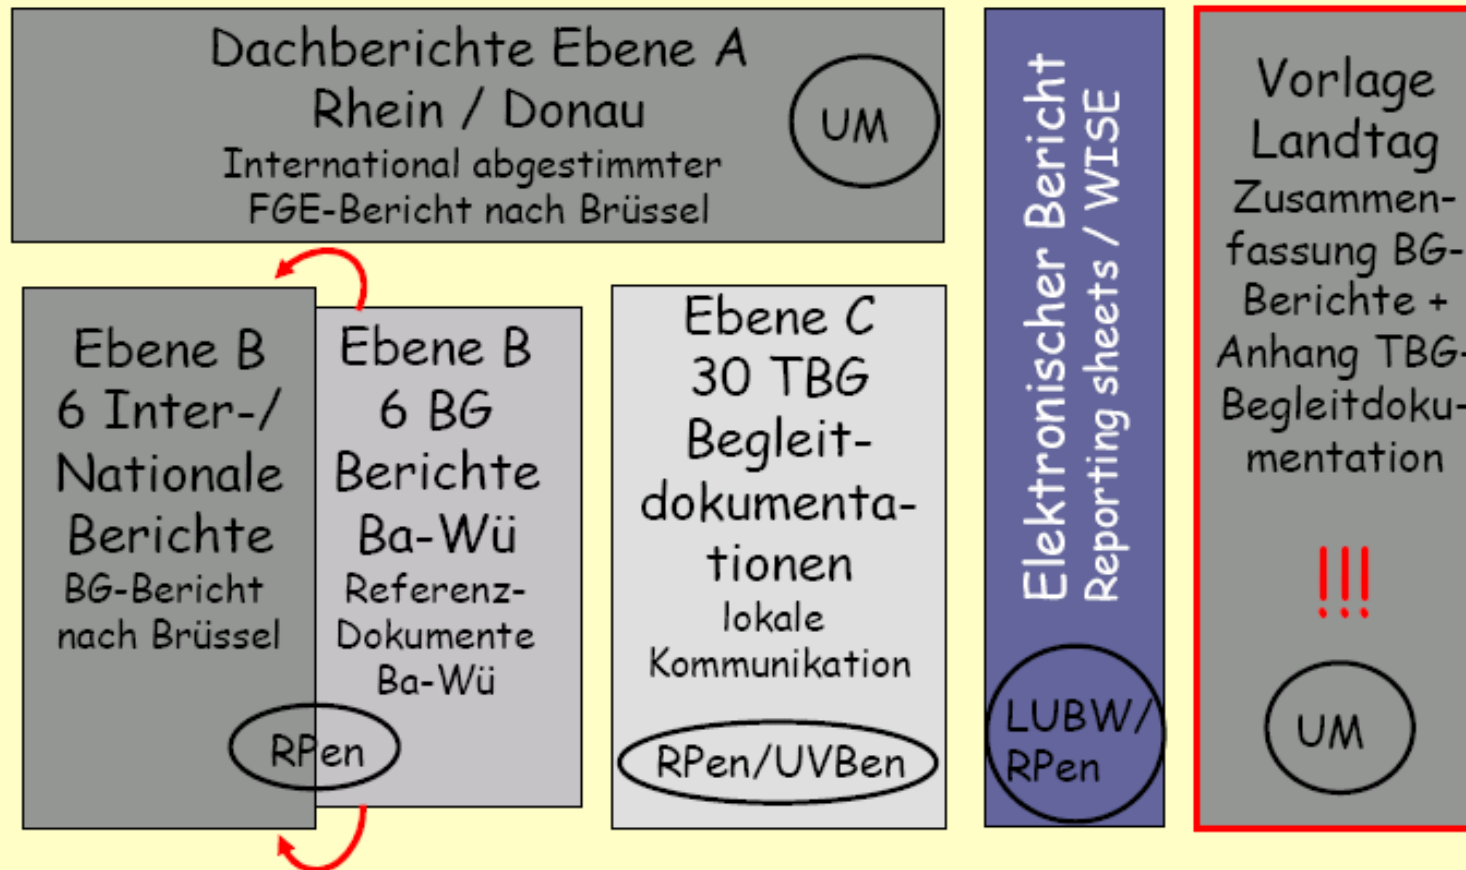 Dachberichte Ebene A
Rhein / Donau
International abgestimmter
FGE-Bericht nach Brüssel
UM
Ebene B
6 Inter-/
Nationale
Berichte
BG-Bericht
nach Brüssel
Ebene B
6 BG
Berichte
Ba-Wü
Referenz-
Dokumente
Ba-Wü
RPen
Ebene C
30 TBG
Begleit-
dokumenta-
tionen
lokale
Kommunikation
RPen/UVBen
Elektronischer Bericht
Reporting sheets / WISE
LUBW/
RPen
Vorlage
Landtag
Zusammen-
fassung BG-
Berichte +
Anhang TBG-
Begleitdoku-
mentation
!!!
UM